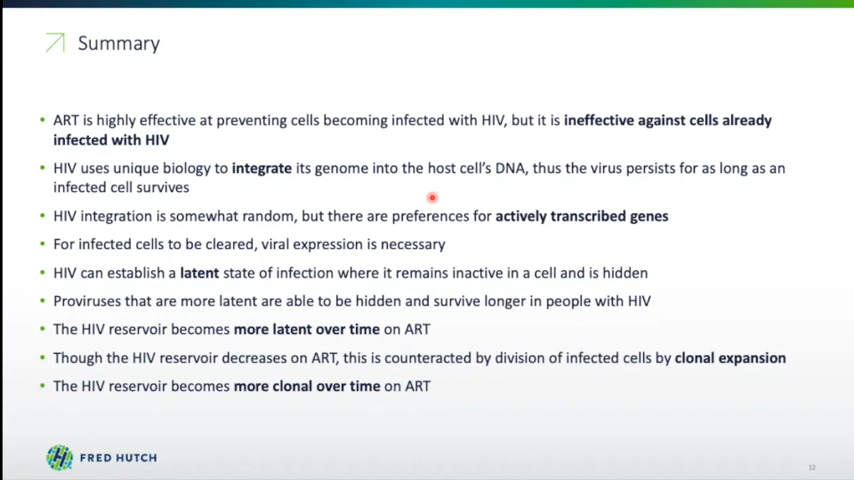 Summary
• ART is highly effective at preventing cells becoming infected with HIV, but it is ineffective against cells already
infected with HIV
• HIV uses unique biology to integrate its genome into the host cell's DNA, thus the virus persists for as long as an
infected cell survives
• HIV integration is somewhat random, but there are preferences for actively transcribed genes
• For infected cells to be cleared, viral expression is necessary
• HIV can establish a latent state of infection where it remains inactive in a cell and is hidden
• Proviruses that are more latent are able to be hidden and survive longer in people with HIV
• The HIV reservoir becomes more latent over time on ART
• Though the HIV reservoir decreases on ART, this is counteracted by division of infected cells by clonal expansion
• The HIV reservoir becomes more clonal over time on ART
FRED HUTCH
12